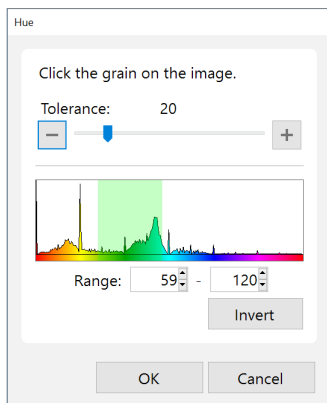 Hue
Click the grain on the image.
Tolerance: 20
− +
Range: 59 - 120
Invert
OK Cancel